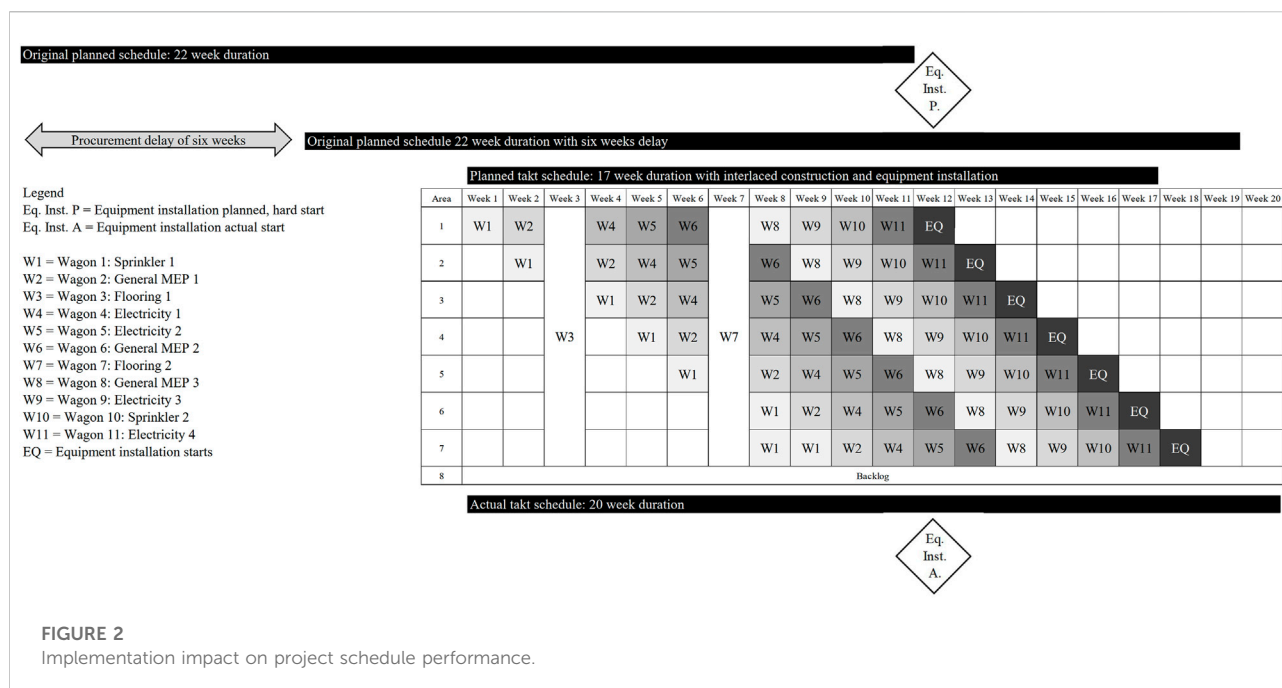 Original planned schedule: 22 week duration
Eq.
Inst.
P.
Procurement delay of six weeks
Original planned schedule 22 week duration with six weeks delay
Planned takt schedule: 17 week duration with interlaced construction and equipment installation
Legend
Eq. Inst. P = Equipment installation planned, hard start
Eq. Inst. A = Equipment installation actual start
W1 = Wagon 1: Sprinkler 1
W2 = Wagon 2: General MEP 1
W3 = Wagon 3: Flooring 1
W4 = Wagon 4: Electricity 1
W5 = Wagon 5: Electricity 2
W6 = Wagon 6: General MEP 2
W7 = Wagon 7: Flooring 2
W8 = Wagon 8: General MEP 3
W9 = Wagon 9: Electricity 3
W10 = Wagon 10: Sprinkler 2
W11 = Wagon 11: Electricity 4
EQ = Equipment installation starts
Area Week 1 Week 2 Week 3 Week 4 Week 5 Week 6 Week 7 Week 8 Week 9 Week 10 Week 11 Week 12 Week 13 Week 14 Week 15 Week 16 Week 17 Week 18 Week 19 Week 20
1 W1 W2 W4 W5 W6 W8 W9 W10 W11 EQ
2 W1 W2 W4 W5 W6 W8 W9 W10 W11 EQ
3 W1 W2 W4 W5 W6 W8 W9 W10 W11 EQ
4 W3 W1 W2 W7 W4 W5 W6 W8 W9 W10 W11 EQ
5 W1 W2 W4 W5 W6 W8 W9 W10 W11 EQ
6 W1 W2 W4 W5 W6 W8 W9 W10 W11 EQ
7 W1 W1 W2 W4 W5 W6 W8 W9 W10 W11 EQ
8 Backlog
Actual takt schedule: 20 week duration
Eq.
Inst.
A.
FIGURE 2
Implementation impact on project schedule performance.